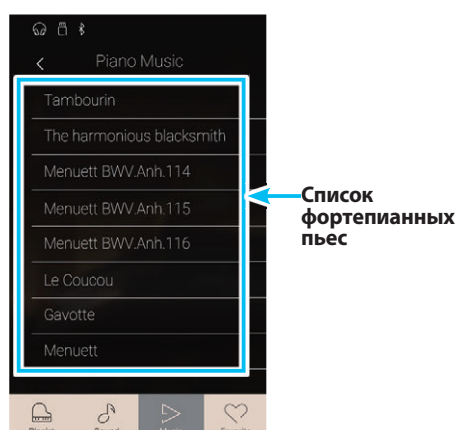 Piano Music
Tambourin
The harmonious blacksmith
Menuett BWV.Anh.114
Menuett BWV.Anh.115
Menuett BWV.Anh.116
Le Coucou
Gavotte
Menuett
Список
фортепианных
пьес